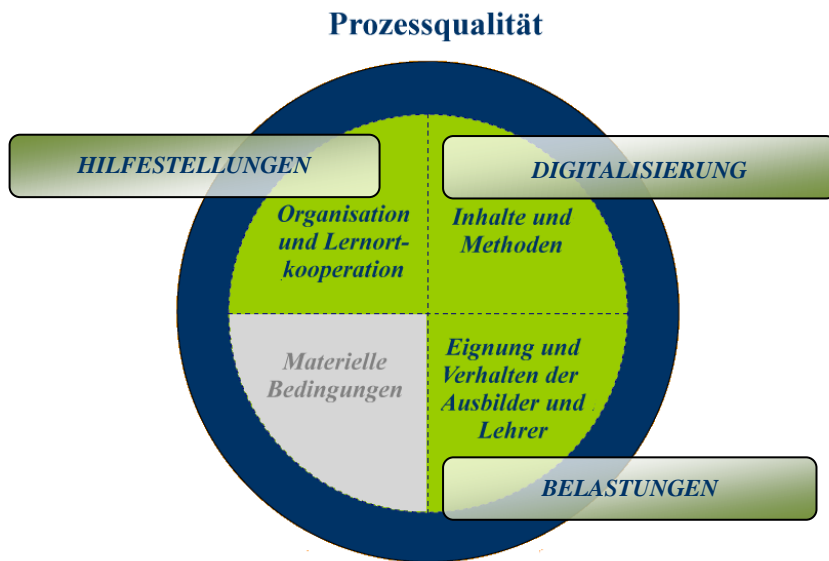 Prozessqualität
HILFESTELLUNGEN
DIGITALISIERUNG
Organisation
und Lernort-
kooperation
Inhalte und
Methoden
Materielle
Bedingungen
Eignung und
Verhalten der
Ausbilder und
Lehrer
BELASTUNGEN